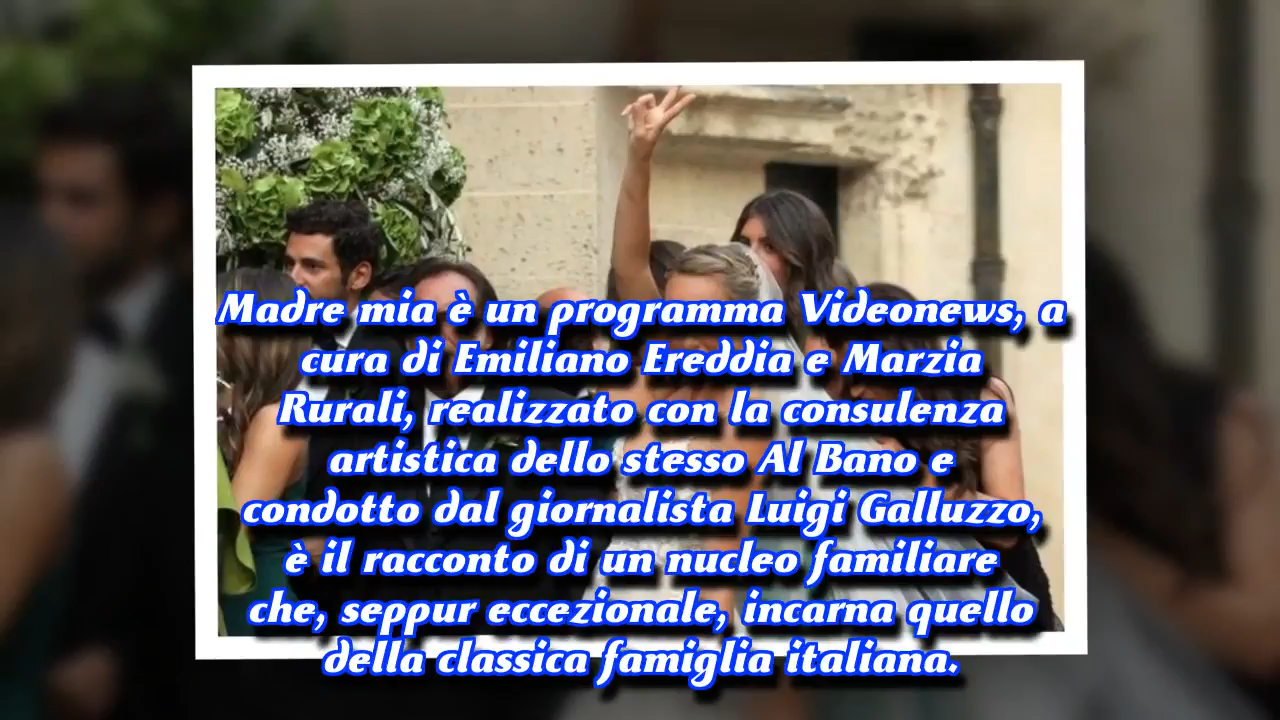 Madre mia è un programma Videonews, a
cura di Emiliano Ereddia e Marzia
Rurali, realizzato con la consulenza
artistica dello stesso Al Bano e
condotto dal giornalista Luigi Galluzzo,
è il racconto di un nucleo familiare
che, seppur eccezionale, incarna quello
della classica famiglia italiana.